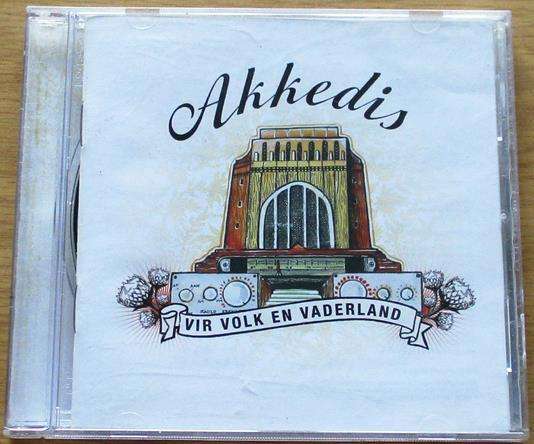 Akkedis
VIR VOLK EN VADERLAND